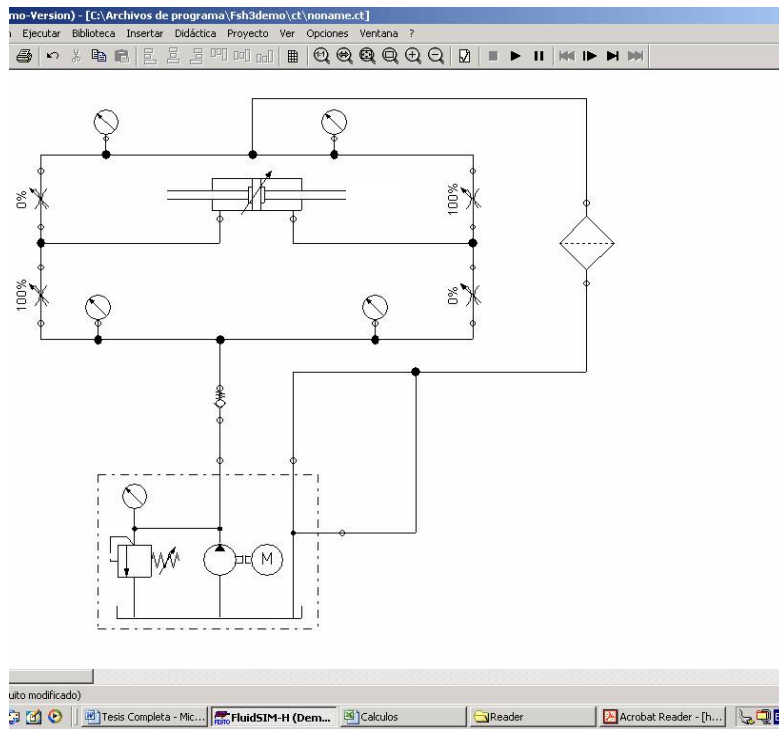 mo-Version) - [C:\Archivos de programa\Fsh3demo\ct\noname.ct]
Ejecutar Biblioteca Insertar Didáctica Proyecto Ver Opciones Ventana ?
0%
100%
100%
0%
M
uito modificado)
Tesis Completa - Mic... FluidSIM-H (Dem... Calculos Reader Acrobat Reader - [h...